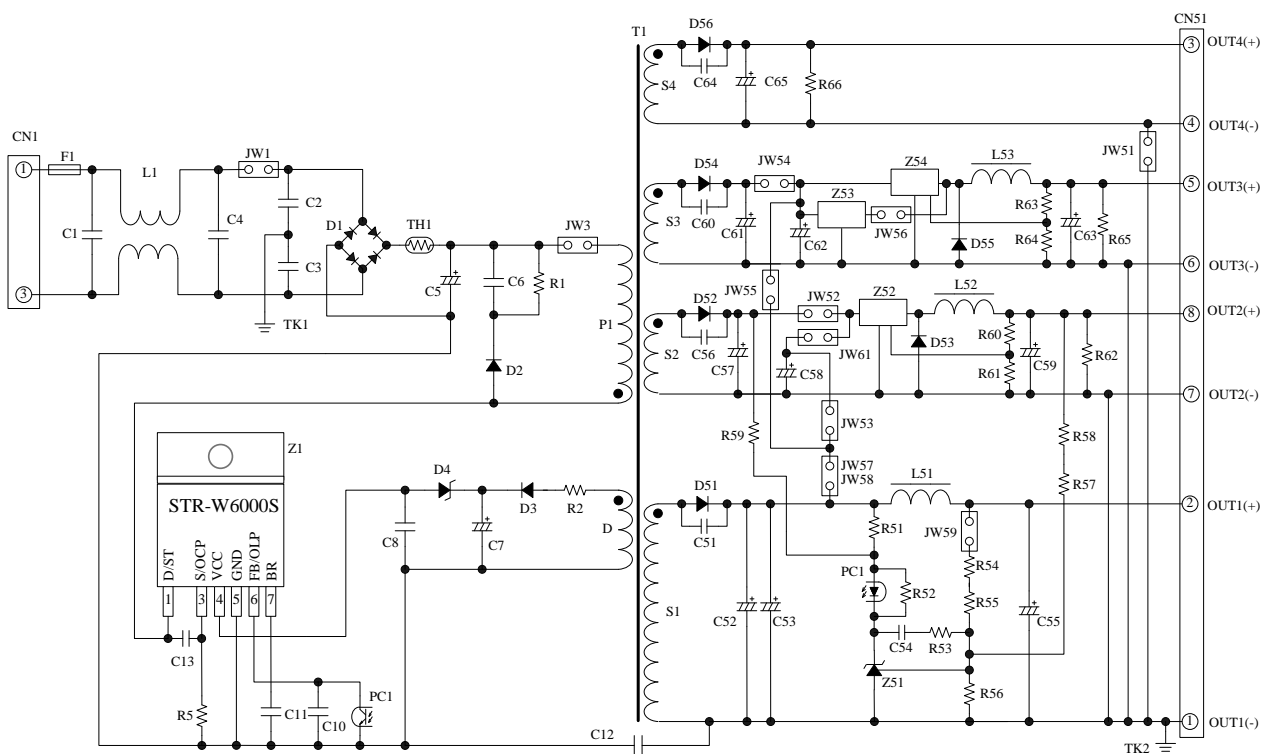 CN51
D56
T1
3
OUT4(+)
C64
S4
C65
R66
4
OUT4(-)
JW51
CN1
1
F1
L1
JW1
C1
C4
C2
C3
D1
TH1
3
TK1
C5
C6
R1
JW3
P1
D2
D54
JW54
Z54
L53
5
OUT3(+)
S3
C60
Z53
R63
C61
C62
JW56
R64
D55
C63
R65
6
OUT3(-)
JW55
D52
JW52
Z52
L52
8
OUT2(+)
S2
C56
JW61
R60
C57
C58
D53
R61
C59
R62
7
OUT2(-)
R59
JW53
R58
JW57
JW58
R57
Z1
STR-W6000S
D/ST
S/OCP
VCC
GND
FB/OLP
BR
1
3
4
5
6
7
C13
R5
C11
C10
PC1
D4
D3
R2
D
C8
C7
C12
D51
L51
2
OUT1(+)
C51
R51
JW59
S1
PC1
R52
R54
R55
C52
C53
C54
R53
C55
Z51
R56
1
OUT1(-)
TK2